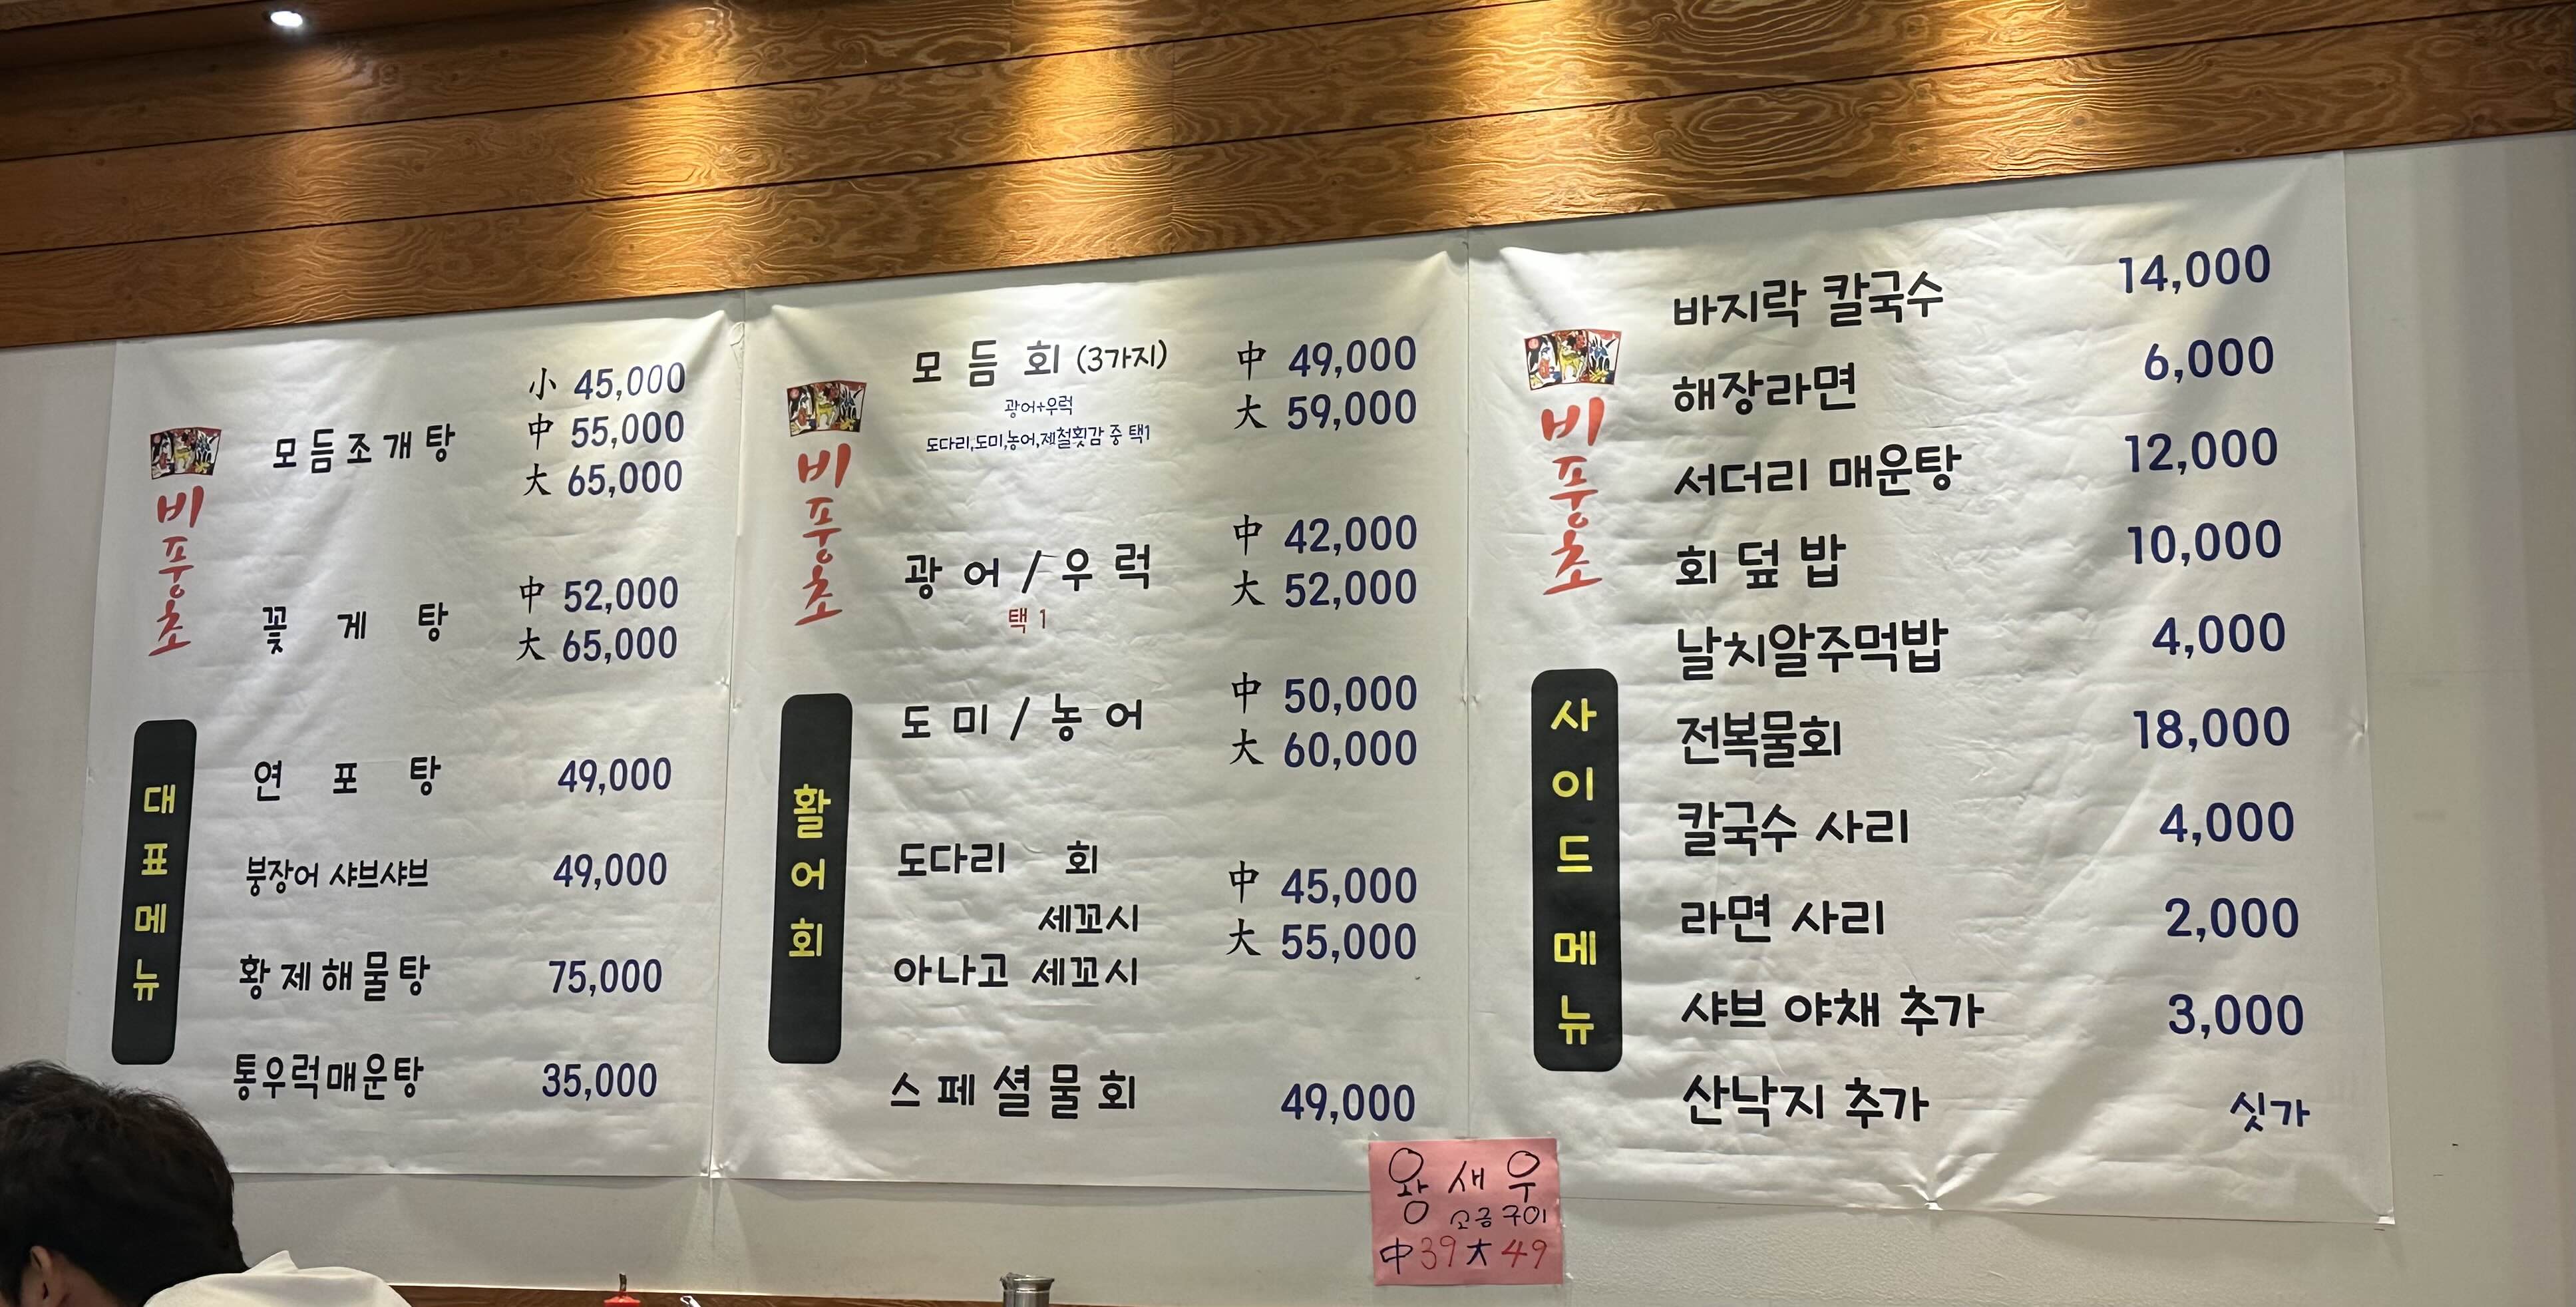 비풍초
대표메뉴
모듬조개탕 小 45,000
中 55,000
大 65,000
꽃게탕 中 52,000
大 65,000
연포탕 49,000
붕장어 샤브샤브 49,000
황제해물탕 75,000
통우럭매운탕 35,000
비풍초
활어회
모듬회 (3가지) 中 49,000
大 59,000
광어+우럭
도다리,도미,농어,제철횟감 중 택1
광어/우럭 中 42,000
大 52,000
택 1
도미/농어 中 50,000
大 60,000
도다리 회
세꼬시 中 45,000
大 55,000
아나고 세꼬시
스페셜물회 49,000
비풍초
사이드메뉴
바지락 칼국수 14,000
해장라면 6,000
서더리 매운탕 12,000
회덮밥 10,000
날치알주먹밥 4,000
전복물회 18,000
칼국수 사리 4,000
라면 사리 2,000
샤브 야채 추가 3,000
산낙지 추가 싯가
왕새우
소금구이
中39大49